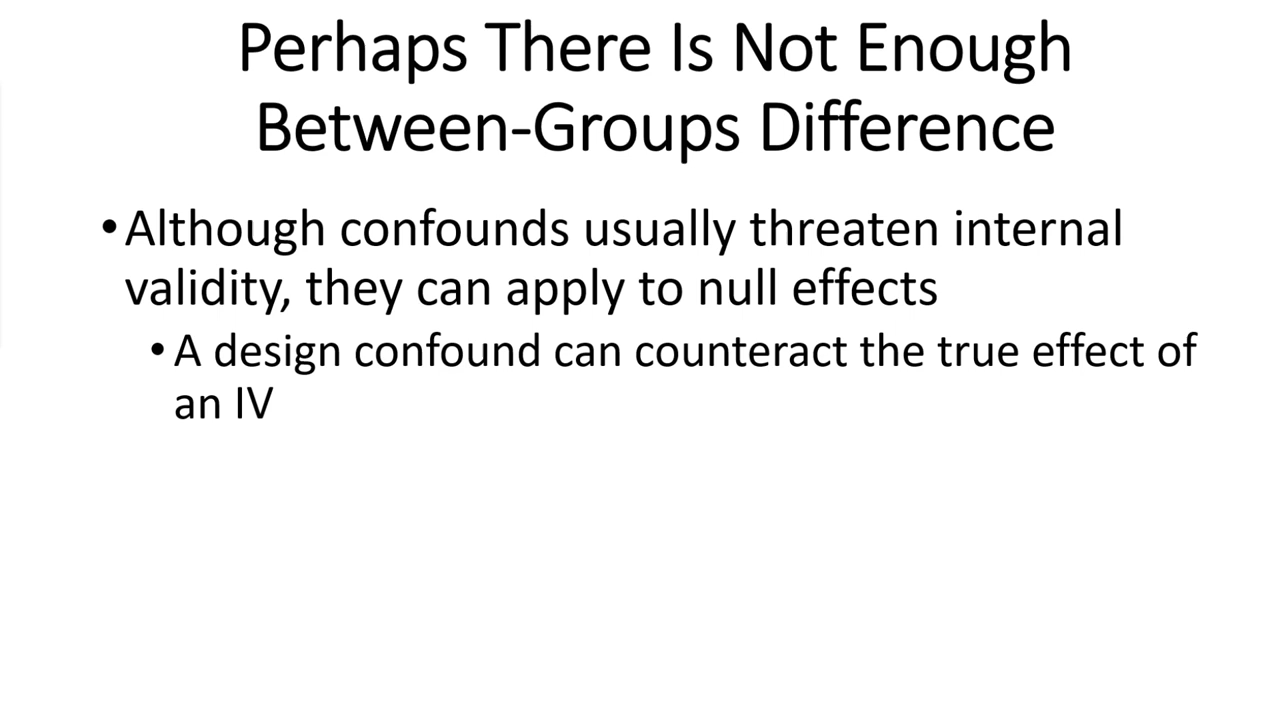 Perhaps There Is Not Enough
Between-Groups Difference
•Although confounds usually threaten internal
validity, they can apply to null effects
•A design confound can counteract the true effect of
an IV